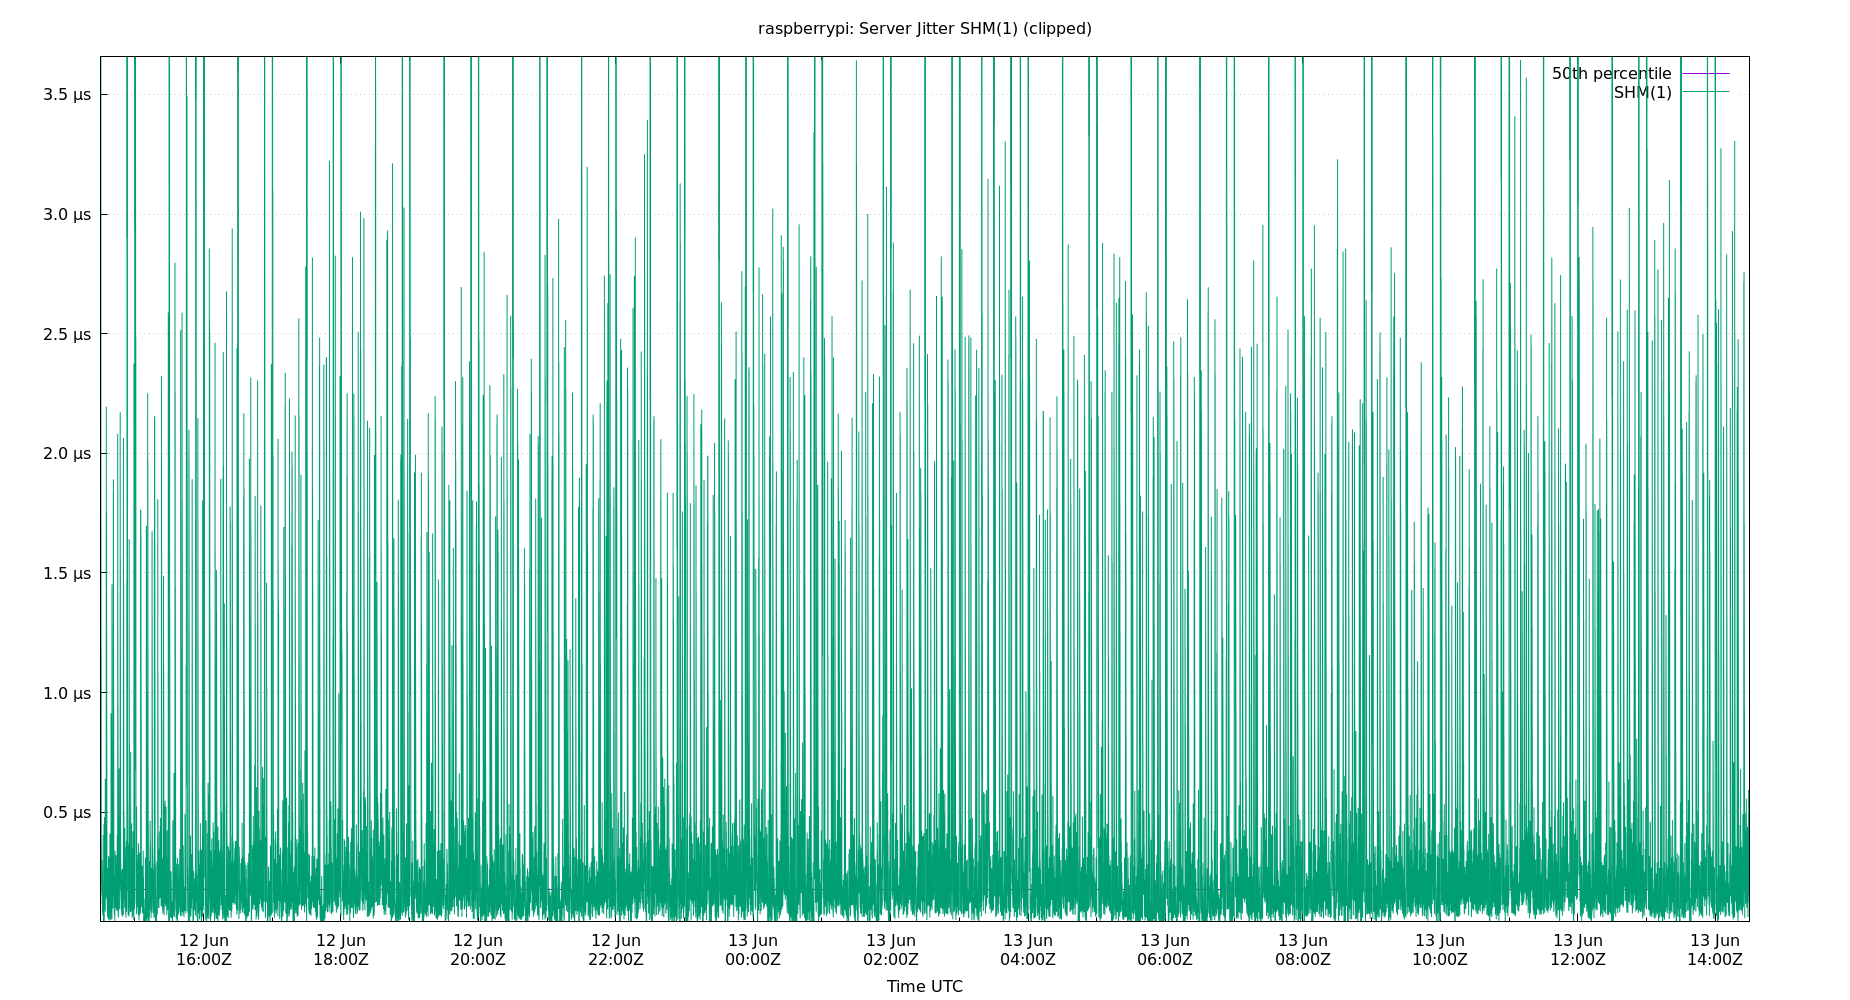 raspberrypi: Server Jitter SHM(1) (clipped)
50th percentile
SHM(1)
3.5 µs
3.0 µs
2.5 µs
2.0 µs
1.5 µs
1.0 µs
0.5 µs
12 Jun 12 Jun 12 Jun 12 Jun 13 Jun 13 Jun 13 Jun 13 Jun 13 Jun 13 Jun 13 Jun 13 Jun
16:00Z 18:00Z 20:00Z 22:00Z 00:00Z 02:00Z 04:00Z 06:00Z 08:00Z 10:00Z 12:00Z 14:00Z
Time UTC